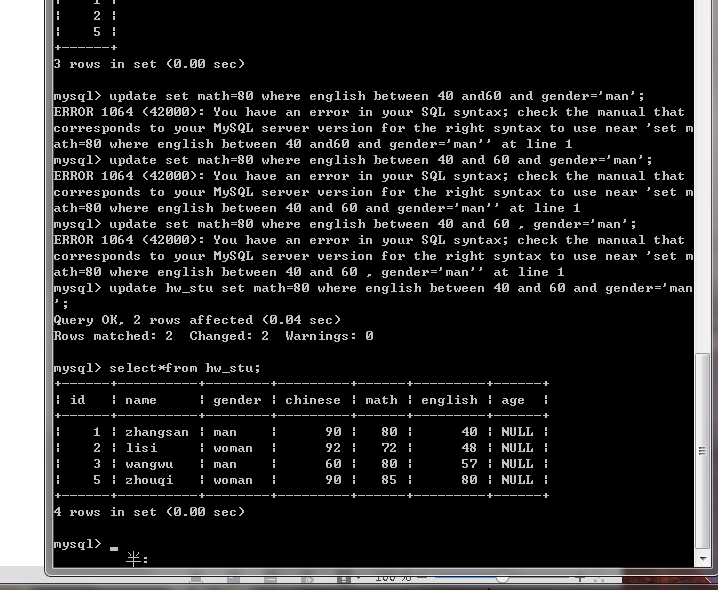 1 ¦
¦    2 ¦
¦    5 ¦
+------+
3 rows in set (0.00 sec)
mysql> update set math=80 where english between 40 and60 and gender='man';
ERROR 1064 (42000): You have an error in your SQL syntax; check the manual that
corresponds to your MySQL server version for the right syntax to use near 'set m
ath=80 where english between 40 and60 and gender='man'' at line 1
mysql> update set math=80 where english between 40 and 60 and gender='man';
ERROR 1064 (42000): You have an error in your SQL syntax; check the manual that
corresponds to your MySQL server version for the right syntax to use near 'set m
ath=80 where english between 40 and 60 and gender='man'' at line 1
mysql> update set math=80 where english between 40 and 60 , gender='man';
ERROR 1064 (42000): You have an error in your SQL syntax; check the manual that
corresponds to your MySQL server version for the right syntax to use near 'set m
ath=80 where english between 40 and 60 , gender='man'' at line 1
mysql> update hw_stu set math=80 where english between 40 and 60 and gender='man
';
Query OK, 2 rows affected (0.04 sec)
Rows matched: 2  Changed: 2  Warnings: 0
mysql> select*from hw_stu;
+------+----------+--------+---------+------+---------+------+
¦ id   ¦ name     ¦ gender ¦ chinese ¦ math ¦ english ¦ age  ¦
+------+----------+--------+---------+------+---------+------+
¦    1 ¦ zhangsan ¦ man    ¦      90 ¦   80 ¦      40 ¦ NULL ¦
¦    2 ¦ lisi     ¦ woman  ¦      92 ¦   72 ¦      48 ¦ NULL ¦
¦    3 ¦ wangwu   ¦ man    ¦      60 ¦   80 ¦      57 ¦ NULL ¦
¦    5 ¦ zhouqi   ¦ woman  ¦      90 ¦   85 ¦      80 ¦ NULL ¦
+------+----------+--------+---------+------+---------+------+
4 rows in set (0.00 sec)
mysql> _
半:
100 %